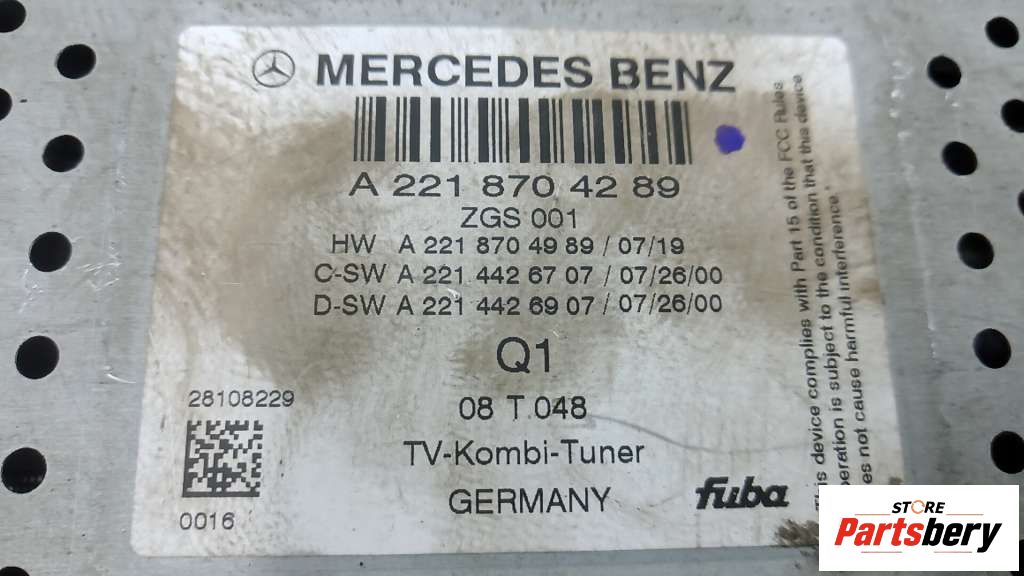 MERCEDES BENZ
A 221 870 42 89
ZGS 001
HW A 221 870 49 89 / 07/19
C-SW A 221 442 67 07 / 07/26/00
D-SW A 221 442 69 07 / 07/26/00
Q1
08 T.048
28108229
TV-Kombi-Tuner
GERMANY
fuba
0016
This device complies with Part 15 of the FCC Rules
operation is subject to the condition that this device
does not cause harmful interference
STORE
Partsbery